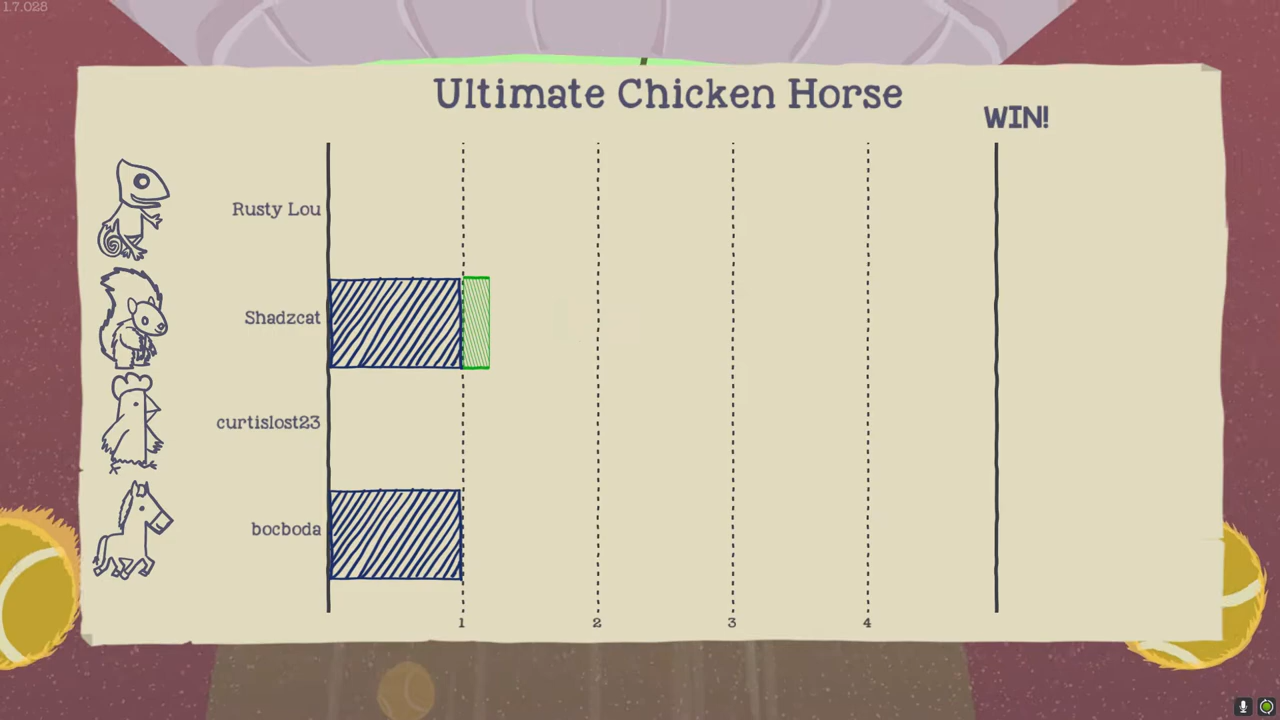 1.7.028
Ultimate Chicken Horse
WIN!
Rusty Lou
Shadzcat
curtislost23
bocboda
1 2 3 4